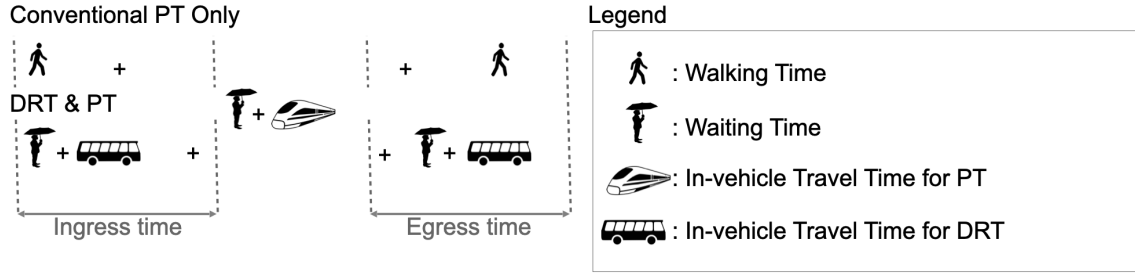 Conventional PT Only
+ +
DRT & PT
+
+ + + +
Ingress time Egress time
Legend
: Walking Time
: Waiting Time
: In-vehicle Travel Time for PT
: In-vehicle Travel Time for DRT